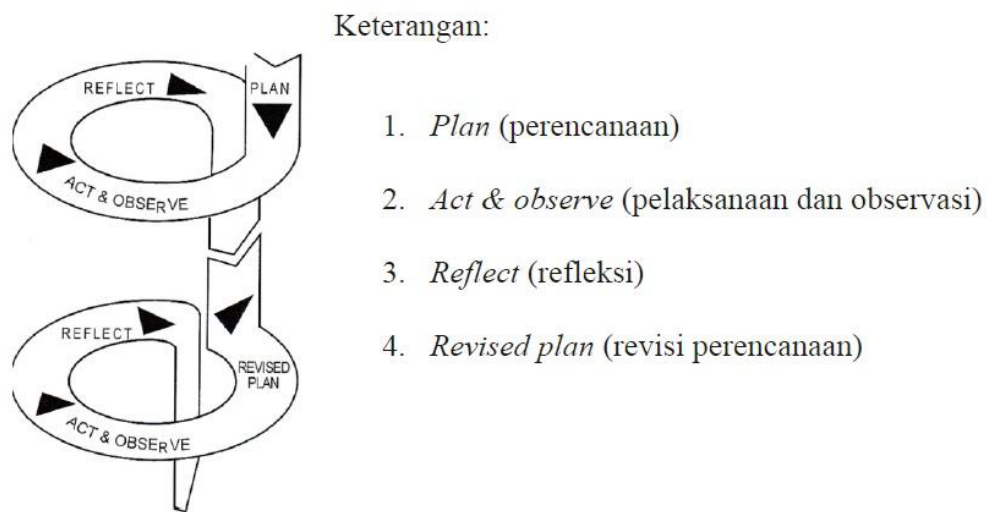 Keterangan:
REFLECT
PLAN
ACT & OBSERVE
1. Plan (perencanaan)
2. Act & observe (pelaksanaan dan observasi)
3. Reflect (refleksi)
4. Revised plan (revisi perencanaan)
REFLECT
REVISED
PLAN
ACT & OBSERVE